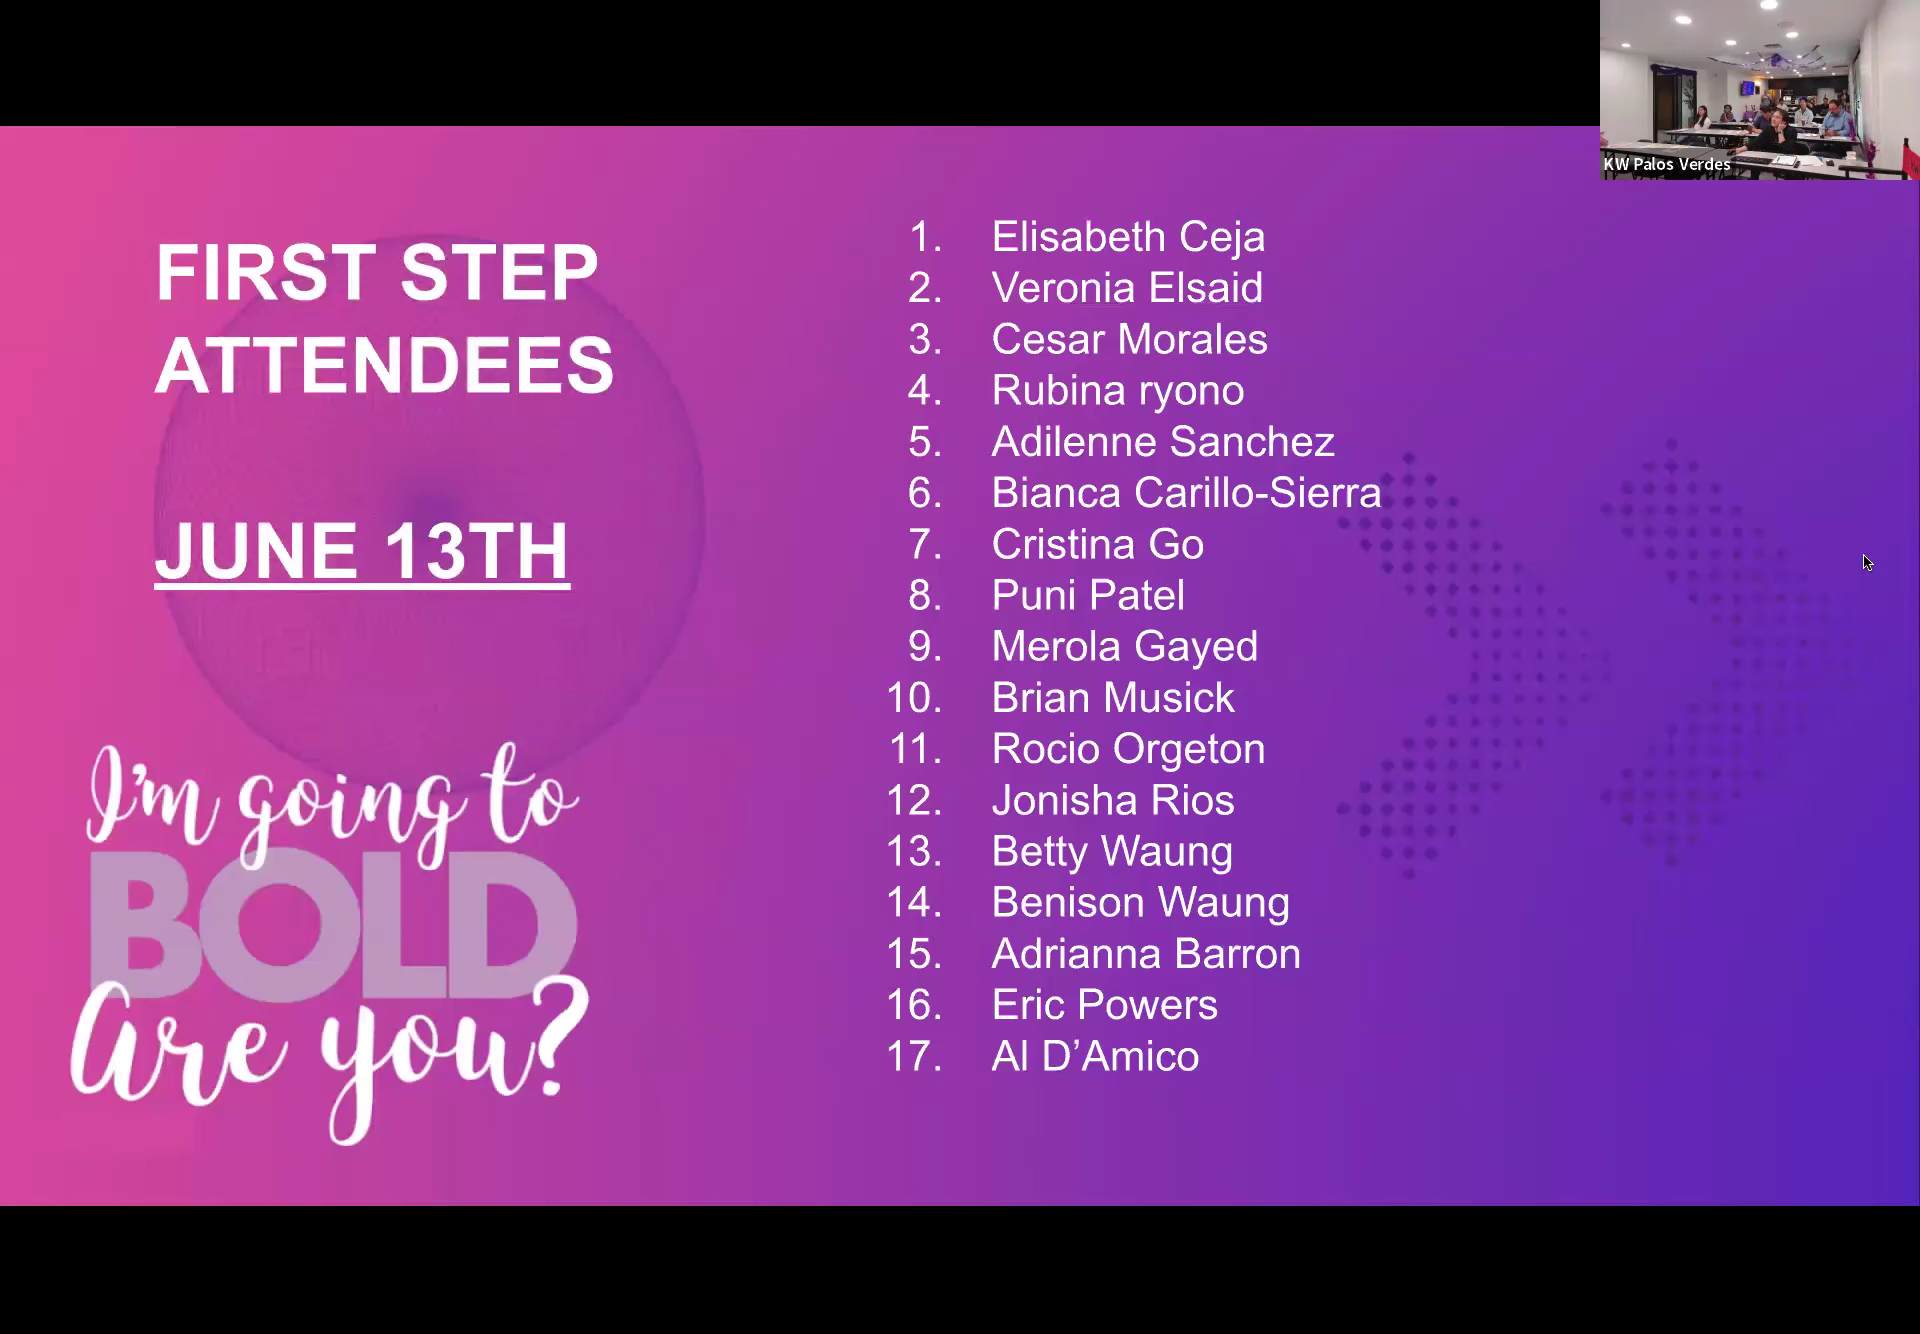 KW Palos Verdes
FIRST STEP
ATTENDEES
JUNE 13TH
I'm going to
BOLD
Are you?
1. Elisabeth Ceja
2. Veronia Elsaid
3. Cesar Morales
4. Rubina ryono
5. Adilenne Sanchez
6. Bianca Carillo-Sierra
7. Cristina Go
8. Puni Patel
9. Merola Gayed
10. Brian Musick
11. Rocio Orgeton
12. Jonisha Rios
13. Betty Waung
14. Benison Waung
15. Adrianna Barron
16. Eric Powers
17. Al D’Amico